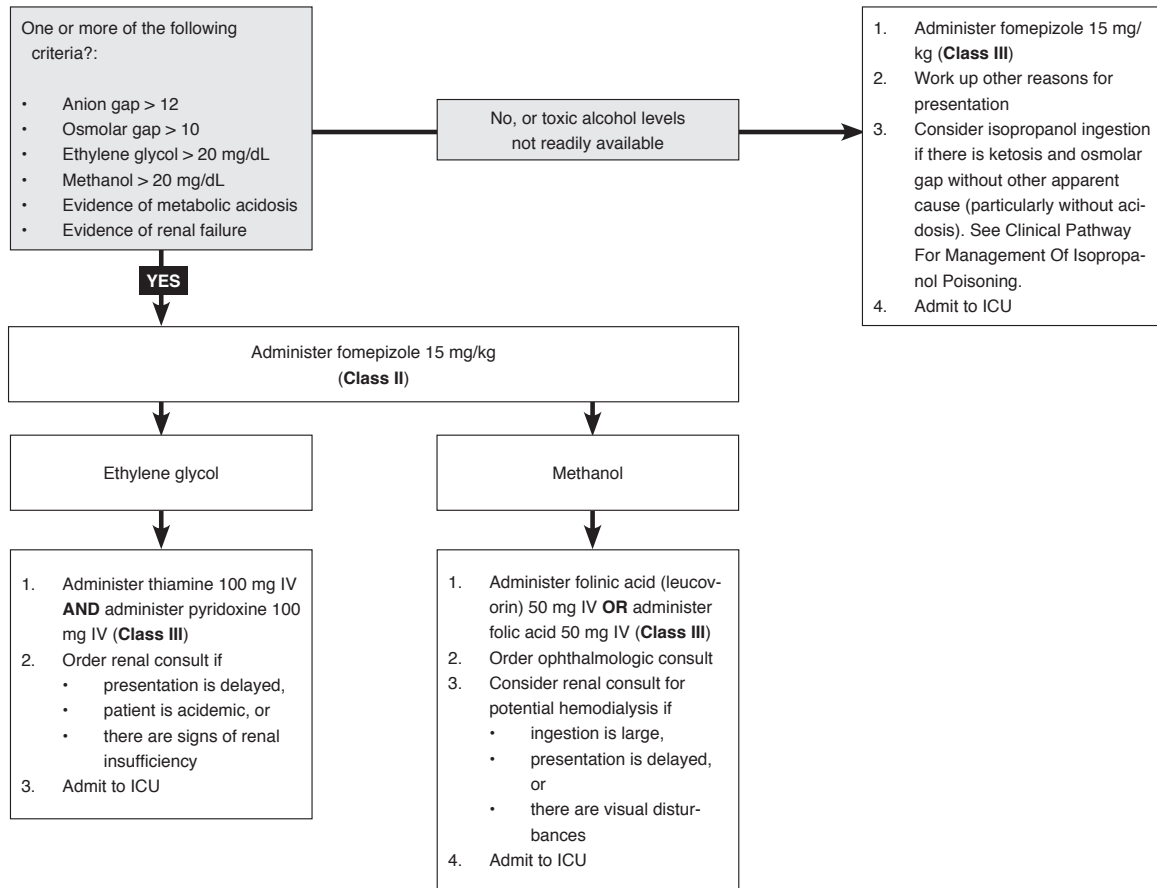 One or more of the following
criteria?:
• Anion gap > 12
• Osmolar gap > 10
• Ethylene glycol > 20 mg/dL
• Methanol > 20 mg/dL
• Evidence of metabolic acidosis
• Evidence of renal failure
No, or toxic alcohol levels
not readily available
1. Administer fomepizole 15 mg/
kg (Class III)
2. Work up other reasons for
presentation
3. Consider isopropanol ingestion
if there is ketosis and osmolar
gap without other apparent
cause (particularly without aci-
dosis). See Clinical Pathway
For Management Of Isopropa-
nol Poisoning.
4. Admit to ICU
YES
Administer fomepizole 15 mg/kg
(Class II)
Ethylene glycol
Methanol
1. Administer thiamine 100 mg IV
AND administer pyridoxine 100
mg IV (Class III)
2. Order renal consult if
• presentation is delayed,
• patient is acidemic, or
• there are signs of renal
insufficiency
3. Admit to ICU
1. Administer folinic acid (leucov-
orin) 50 mg IV OR administer
folic acid 50 mg IV (Class III)
2. Order ophthalmologic consult
3. Consider renal consult for
potential hemodialysis if
• ingestion is large,
• presentation is delayed,
or
• there are visual distur-
bances
4. Admit to ICU